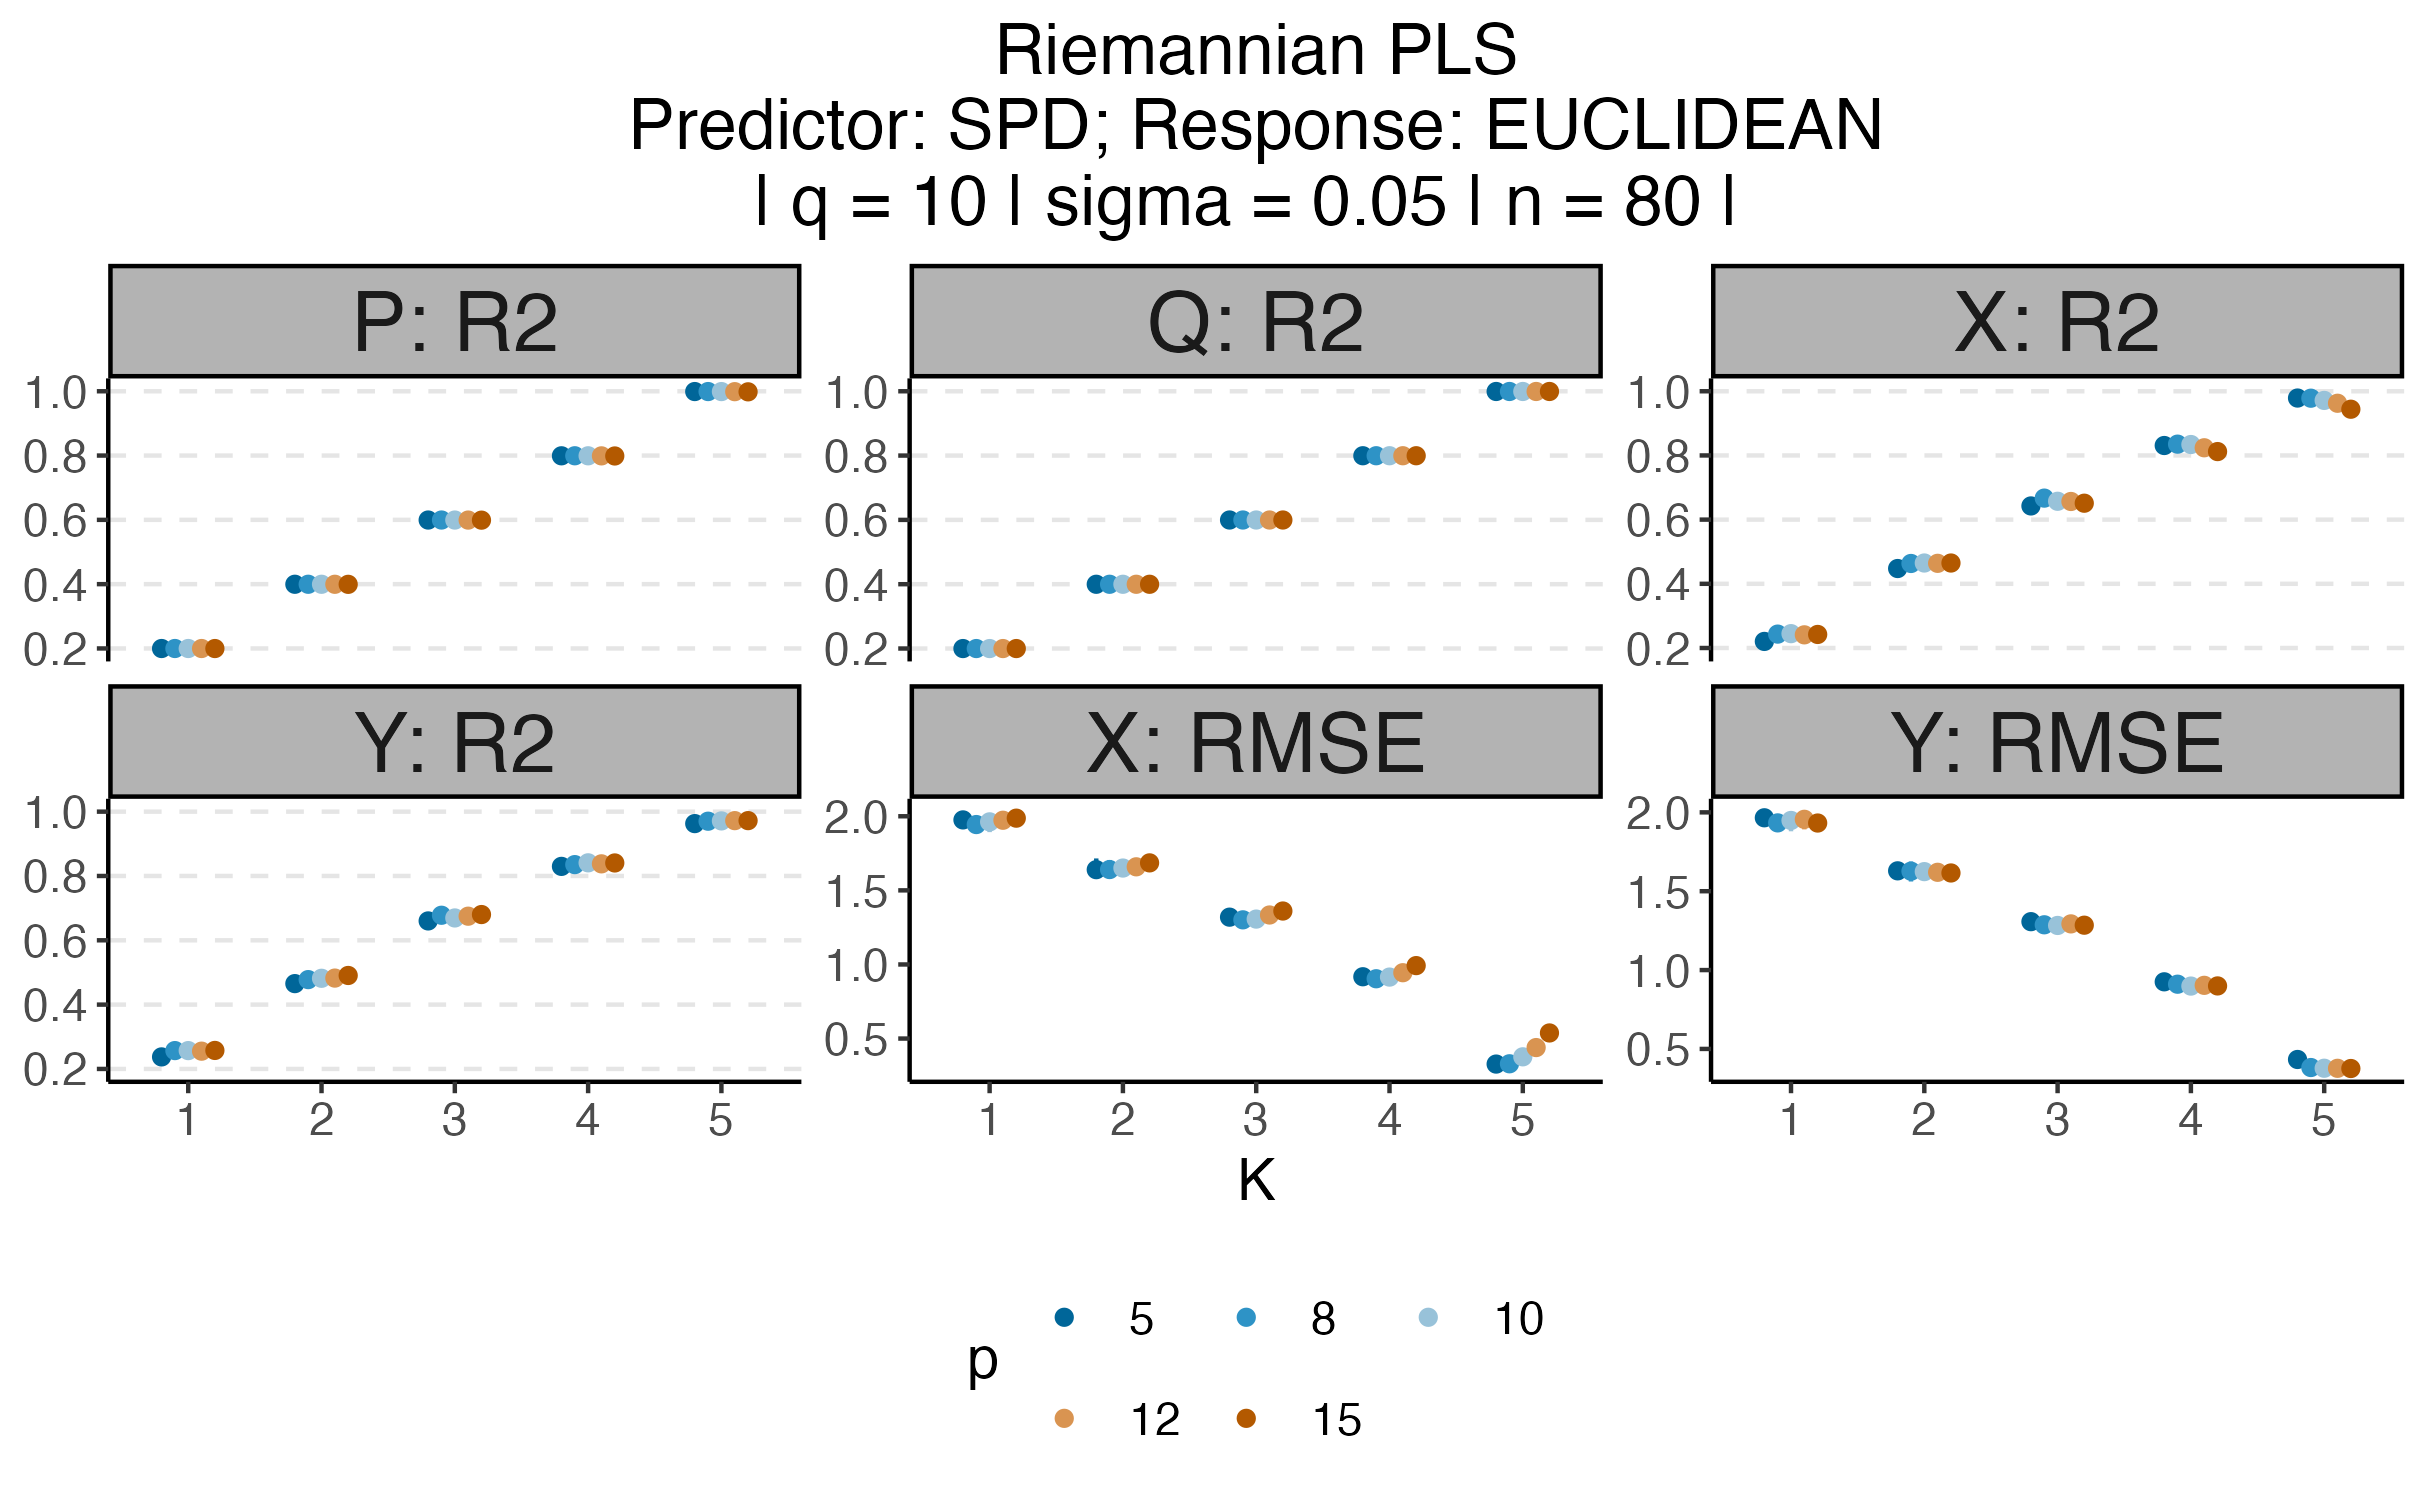 Riemannian PLS
Predictor: SPD; Response: EUCLIDEAN
| q = 10 | sigma = 0.05 | n = 80 |
P: R2
Q: R2
X: R2
1.0
0.8
0.6
0.4
0.2
1.0
0.8
0.6
0.4
0.2
1.0
0.8
0.6
0.4
0.2
Y: R2
X: RMSE
Y: RMSE
1.0
0.8
0.6
0.4
0.2
2.0
1.5
1.0
0.5
2.0
1.5
1.0
0.5
1 2 3 4 5
1 2 3 4 5
1 2 3 4 5
K
p
5 8 10
12 15